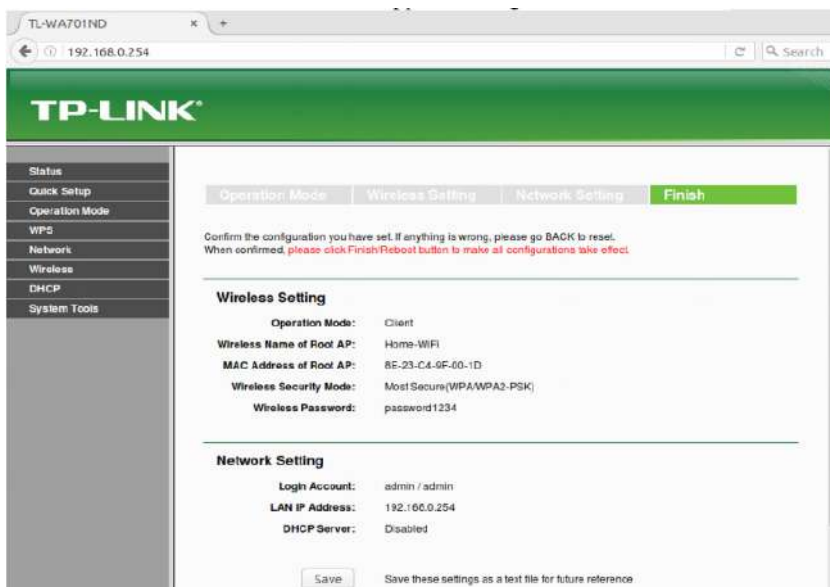 TL-WA701ND
192.168.0.254
Search
TP-LINK
Status
Quick Setup
Operation Mode
WPS
Network
Wireless
DHCP
System Tools
Operation Mode
Wireless Setting
Network Setting
Finish
Confirm the configuration you have set. If anything is wrong, please go BACK to reset.
When confirmed, please click Finish/Reboot button to make all configurations take effect.
Wireless Setting
Operation Mode: Client
Wireless Name of Root AP: Home-WiFi
MAC Address of Root AP: 8E-23-C4-9F-00-1D
Wireless Security Mode: Most Secure(WPA/WPA2-PSK)
Wireless Password: password1234
Network Setting
Login Account: admin / admin
LAN IP Address: 192.168.0.254
DHCP Server: Disabled
Save Save these settings as a text file for future reference